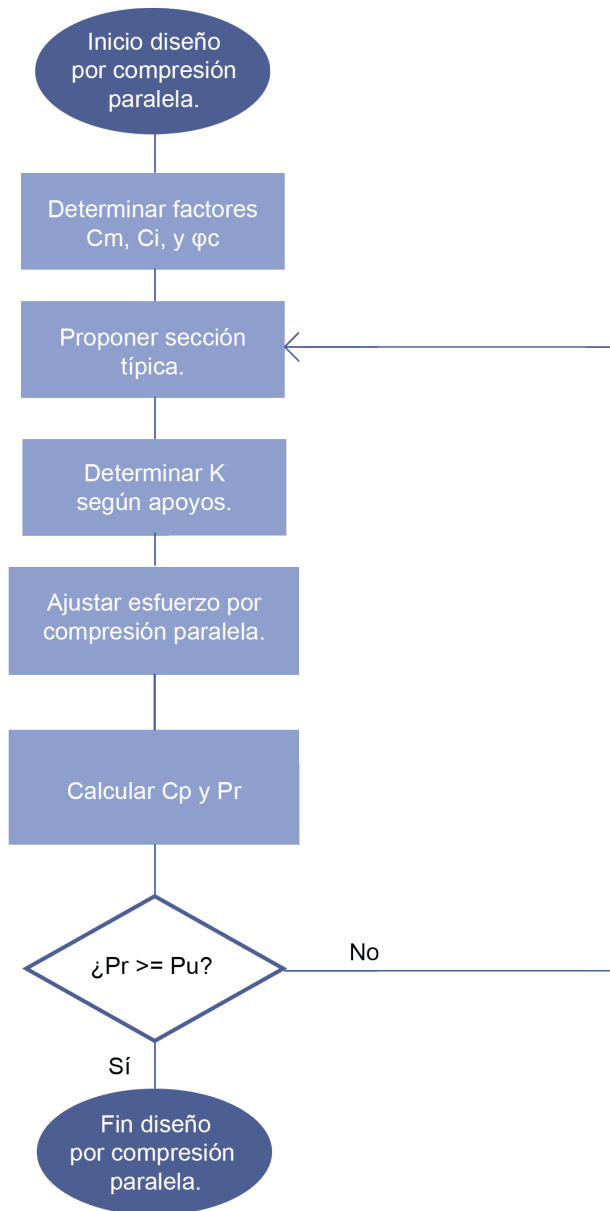 Inicio diseño
por compresión
paralela.
Determinar factores
Cm, Ci, y φc
Proponer sección
típica.
Determinar K
según apoyos.
Ajustar esfuerzo por
compresión paralela.
Calcular Cp y Pr
¿Pr >= Pu?
No
Sí
Fin diseño
por compresión
paralela.